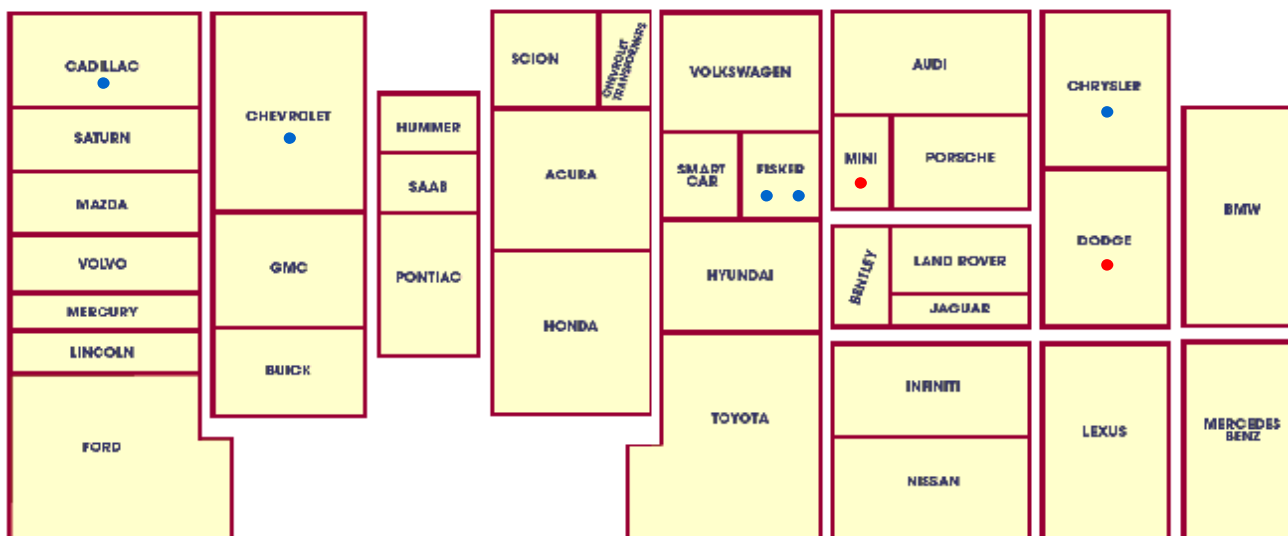 CADILLAC
SATURN
MAZDA
VOLVO
MERCURY
LINCOLN
FORD
CHEVROLET
GMC
BUICK
HUMMER
SAAB
PONTIAC
SCION
CHEVROLET
TRANSFORMERS
ACURA
HONDA
VOLKSWAGEN
SMART
CAR
FISKER
HYUNDAI
TOYOTA
AUDI
MINI
PORSCHE
BENTLEY
LAND ROVER
JAGUAR
INFINITI
NISSAN
CHRYSLER
DODGE
LEXUS
BMW
MERCEDES
BENZ